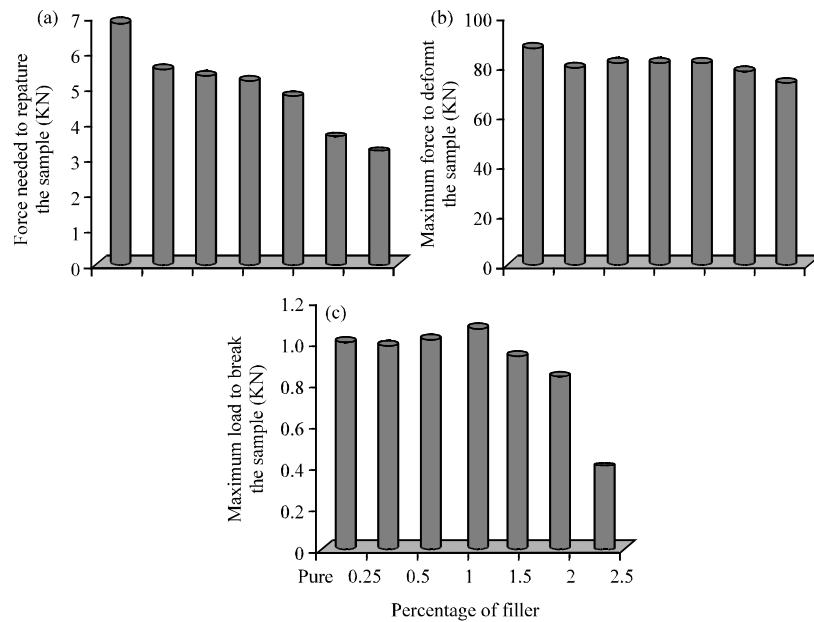 (a)
Force needed to repature
the sample (KN)
7
6
5
4
3
2
1
0
(b)
Maximum force to deformt
the sample (KN)
100
80
60
40
20
0
(c)
Maximum load to break
the sample (KN)
1.2
1.0
0.8
0.6
0.4
0.2
0
Pure 0.25 0.5 1 1.5 2 2.5
Percentage of filler